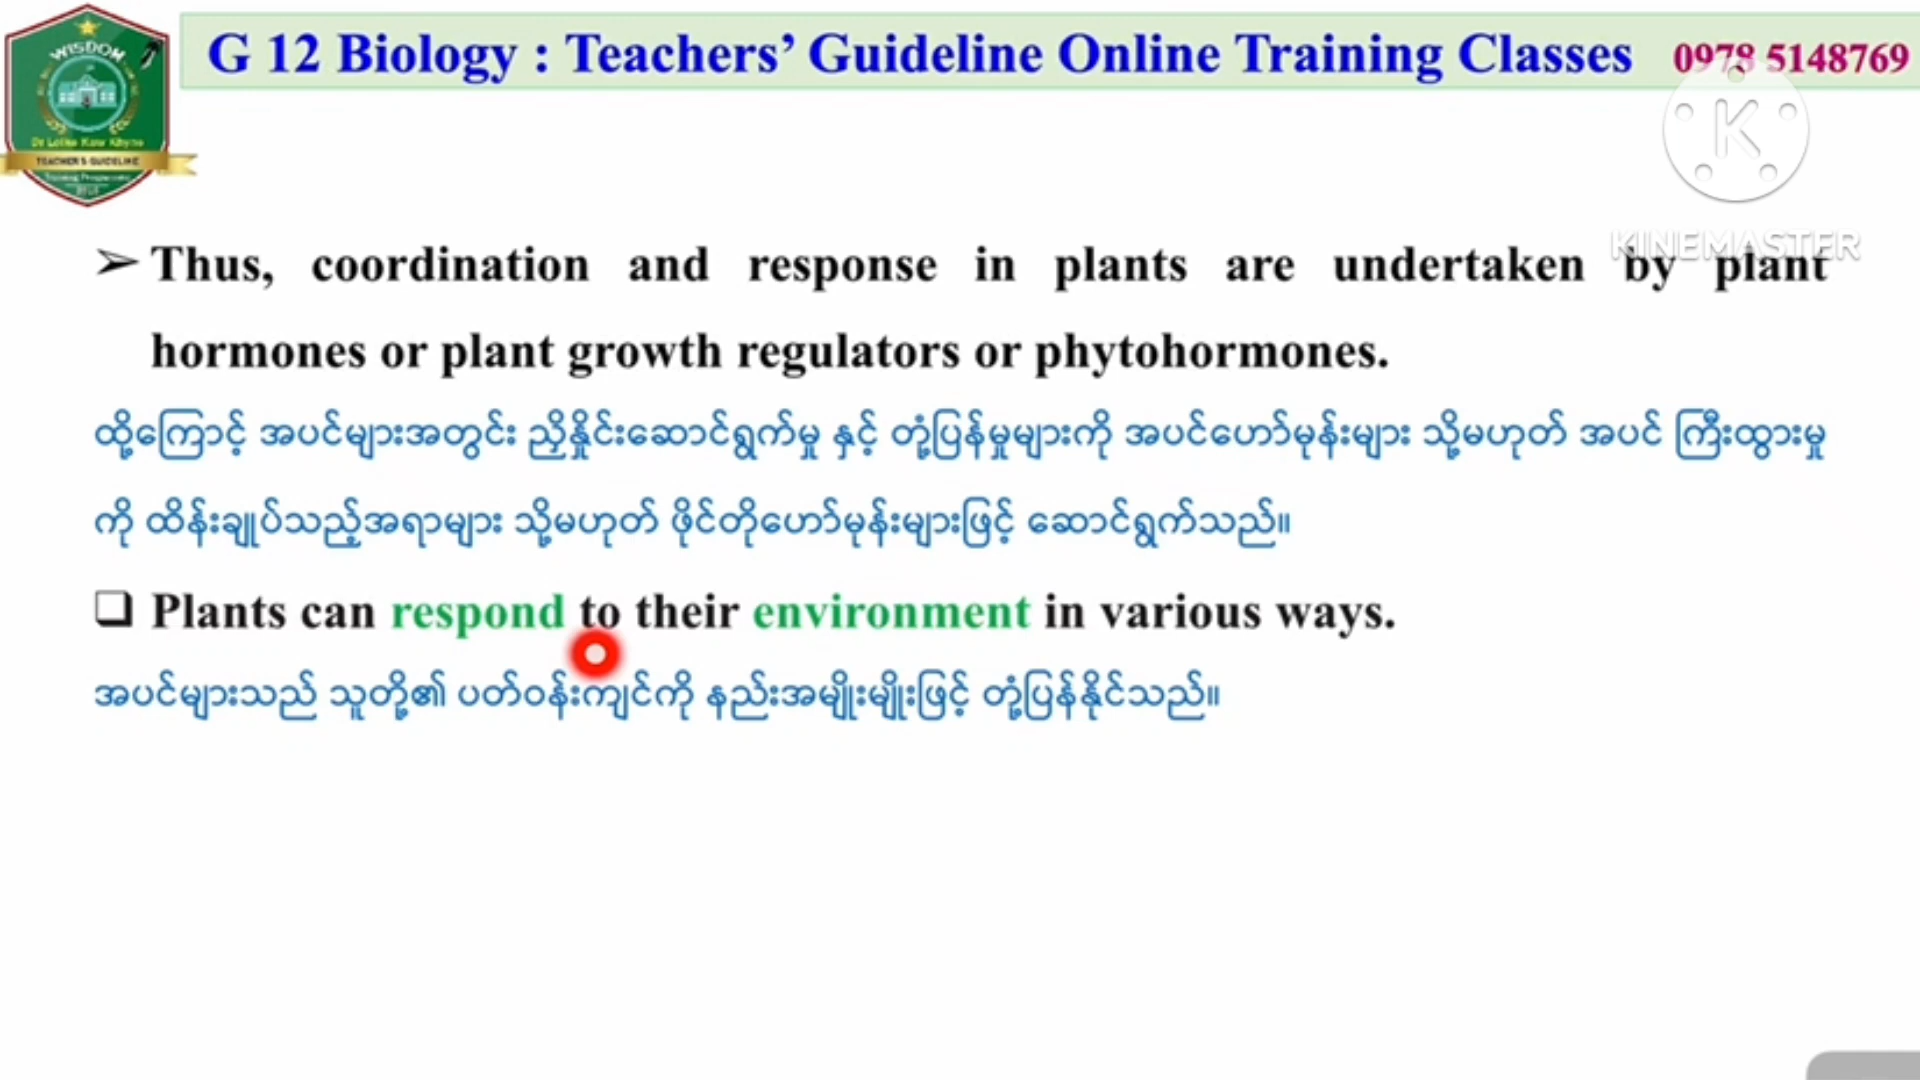 WISDOM
TEACHER'S GUIDELINE
G 12 Biology : Teachers’ Guideline Online Training Classes 0978 5148769
KINEMASTER
➢ Thus, coordination and response in plants are undertaken by plant
hormones or plant growth regulators or phytohormones.
ထို့ကြောင့် အပင်များအတွင်း ညှိနှိုင်းဆောင်ရွက်မှု နှင့် တုံ့ပြန်မှုများကို အပင်ဟော်မုန်းများ သို့မဟုတ် အပင် ကြီးထွားမှု
ကို ထိန်းချုပ်သည့်အရာများ သို့မဟုတ် ဖိုင်တိုဟော်မုန်းများဖြင့် ဆောင်ရွက်သည်။
❑ Plants can respond to their environment in various ways.
အပင်များသည် သူတို့၏ ပတ်ဝန်းကျင်ကို နည်းအမျိုးမျိုးဖြင့် တုံ့ပြန်နိုင်သည်။